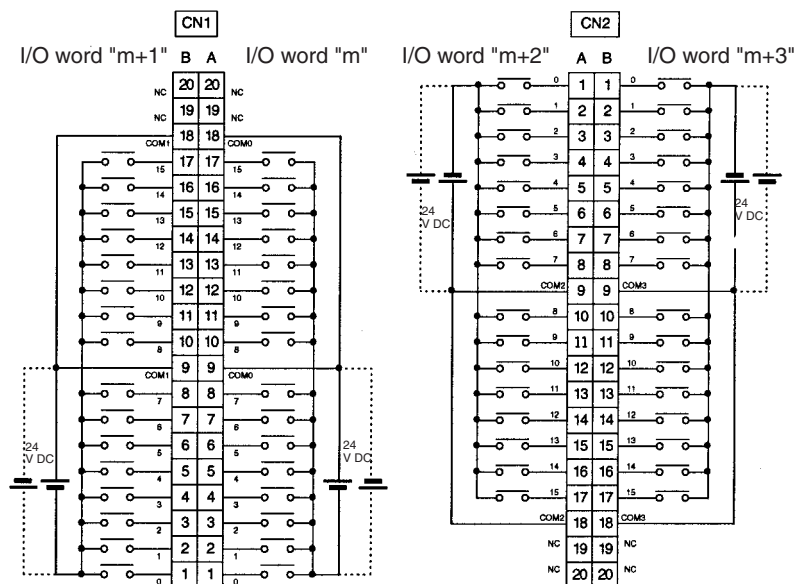 CN1
I/O word "m+1" B A I/O word "m"
NC 20 20 NC
NC 19 19 NC
COM1 18 18 COM0
15 17 17 15
14 16 16 14
13 15 15 13
12 14 14 12
11 13 13 11
10 12 12 10
9 11 11 9
8 10 10 8
COM1 9 9 COM0
7 8 8 7
6 7 7 6
5 6 6 5
4 5 5 4
3 4 4 3
2 3 3 2
1 2 2 1
0 1 1 0
24
V DC
24
V DC
CN2
I/O word "m+2" A B I/O word "m+3"
0 1 1 0
1 2 2 1
2 3 3 2
3 4 4 3
4 5 5 4
5 6 6 5
6 7 7 6
7 8 8 7
COM2 9 9 COM3
8 10 10 8
9 11 11 9
10 12 12 10
11 13 13 11
12 14 14 12
13 15 15 13
14 16 16 14
15 17 17 15
COM2 18 18 COM3
NC 19 19 NC
NC 20 20 NC
24
V DC
24
V DC